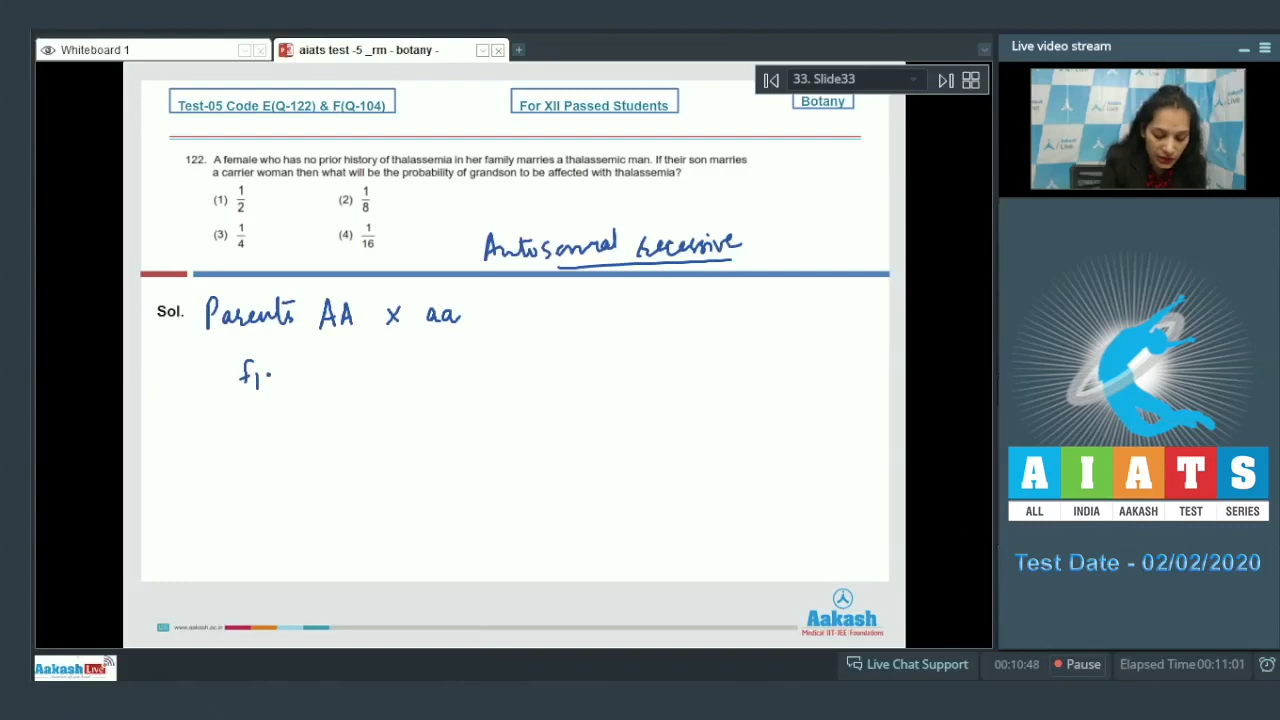 Whiteboard 1
aiats test -5 _rm - botany -
Live video stream
33. Slide33
Test-05 Code E(Q-122) & F(Q-104)
For XII Passed Students
Botany
122. A female who has no prior history of thalassemia in her family marries a thalassemic man. If their son marries
a carrier woman then what will be the probability of grandson to be affected with thalassemia?
(1) 1/2 (2) 1/8
(3) 1/4 (4) 1/16
Autosomal recessive
Sol. Parents AA x aa
f1.
AIATS
ALL INDIA AAKASH TEST SERIES
Test Date - 02/02/2020
www.aakash.ac.in
Aakash
Medical|IIT-JEE|Foundations
Aakash Live
Live Chat Support
00:10:48
Pause
Elapsed Time 00:11:01